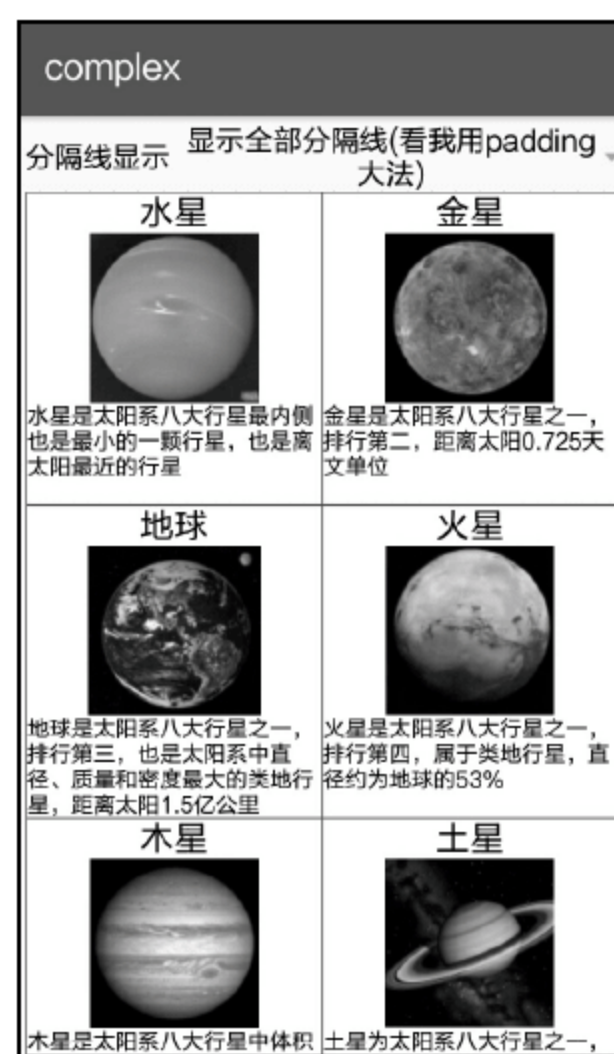 complex
分隔线显示
显示全部分隔线(看我用padding
大法)
水星
金星
水星是太阳系八大行星最内侧
也是最小的一颗行星，也是离
太阳最近的行星
金星是太阳系八大行星之一，
排行第二，距离太阳0.725天
文单位
地球
火星
地球是太阳系八大行星之一，
排行第三，也是太阳系中直
径、质量和密度最大的类地行
星，距离太阳1.5亿公里
火星是太阳系八大行星之一，
排行第四，属于类地行星，直
径约为地球的53%
木星
土星
木星是太阳系八大行星中体积
土星为太阳系八大行星之一，